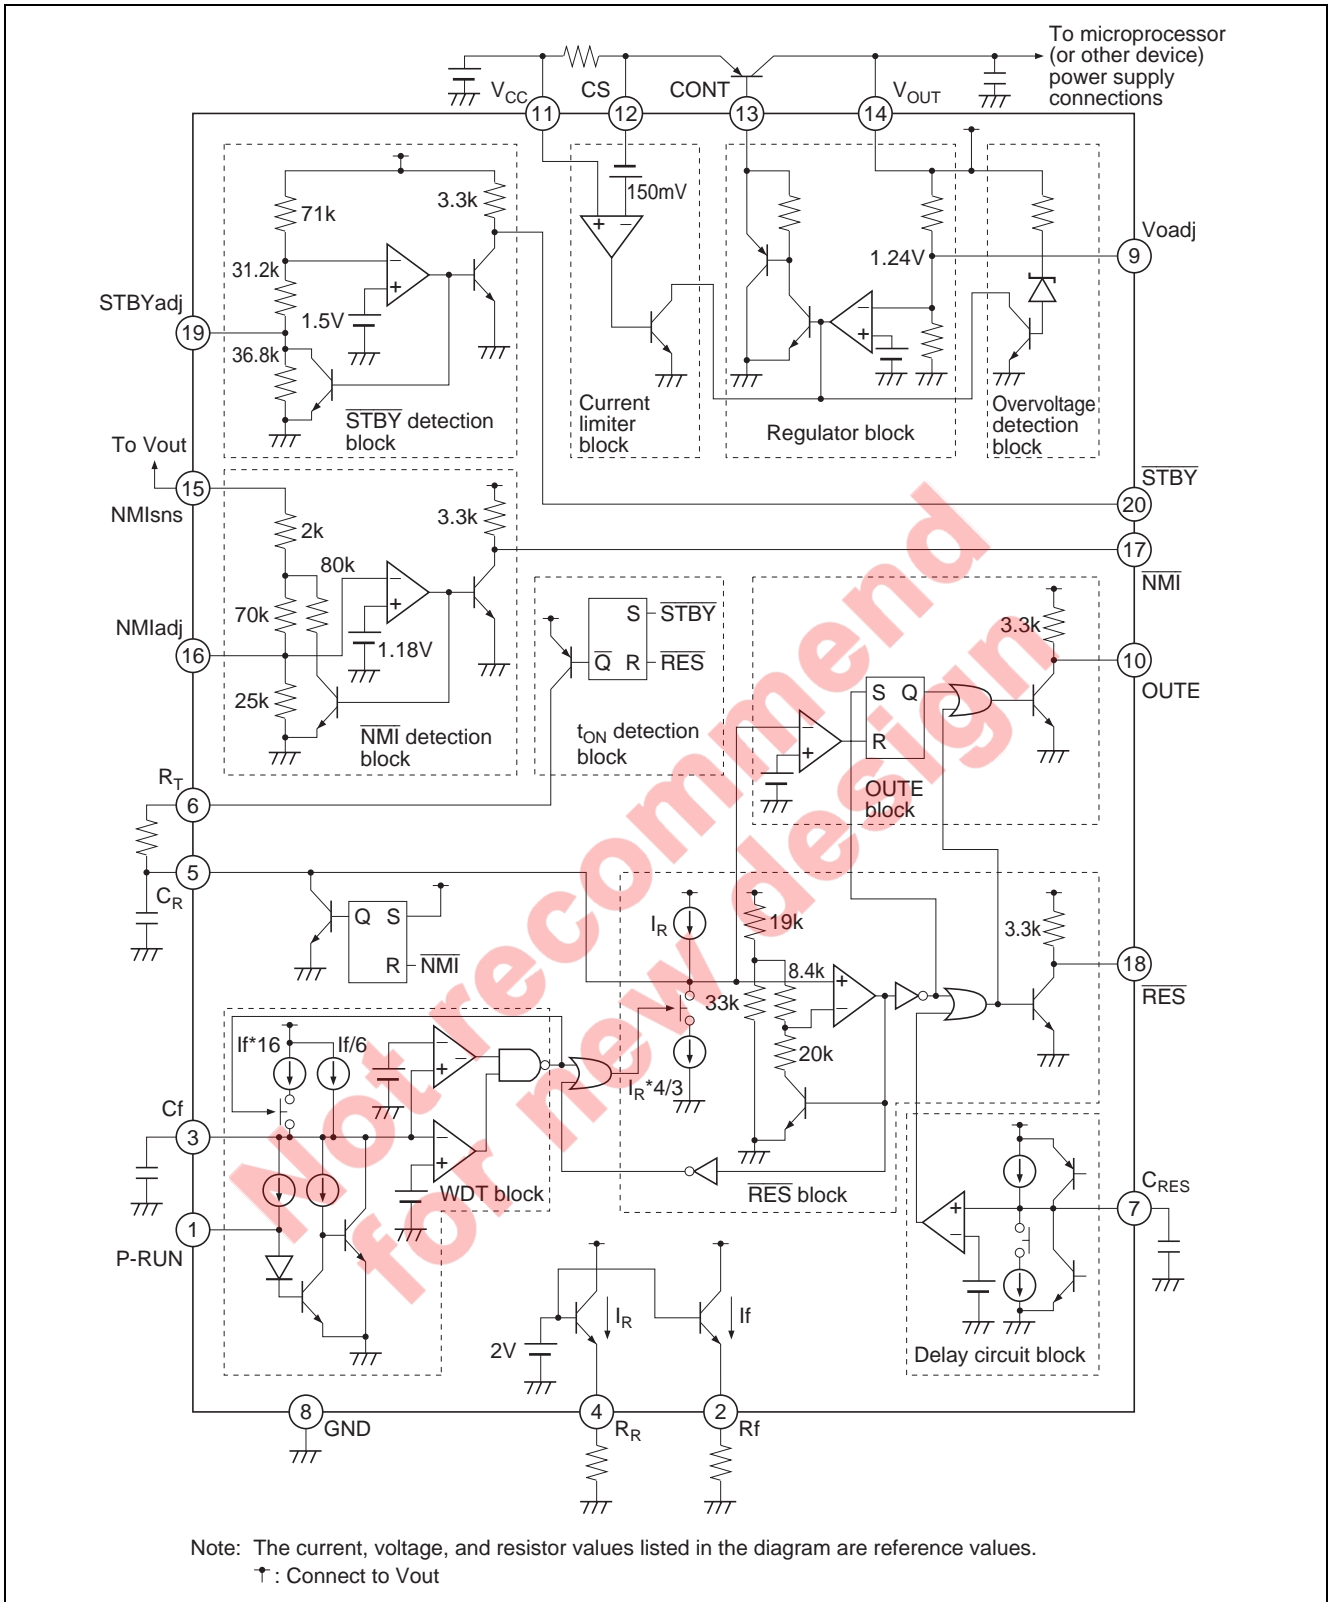 To microprocessor
(or other device)
power supply
connections
VCC
CS
CONT
VOUT
11
12
13
14
150mV
3.3k
71k
31.2k
1.5V
STBYadj
19
36.8k
STBY detection
block
Current
limiter
block
1.24V
Regulator block
Overvoltage
detection
block
Voadj
9
To Vout
15
NMIsns
2k
3.3k
80k
70k
1.18V
NMIadj
16
25k
NMI detection
block
STBY
20
17
NMI
S STBY
Q R RES
tON detection
block
S Q
R
OUTE
block
3.3k
10
OUTE
RT
6
5
CR
Q S
R NMI
IR
19k
8.4k
33k
20k
IR*4/3
3.3k
18
RES
RES block
If*16
If/6
Cf
3
WDT block
1
P-RUN
CRES
7
Delay circuit block
2V
IR
If
8
GND
4
RR
2
Rf
Not recommend
for new design
Note: The current, voltage, and resistor values listed in the diagram are reference values.
: Connect to Vout